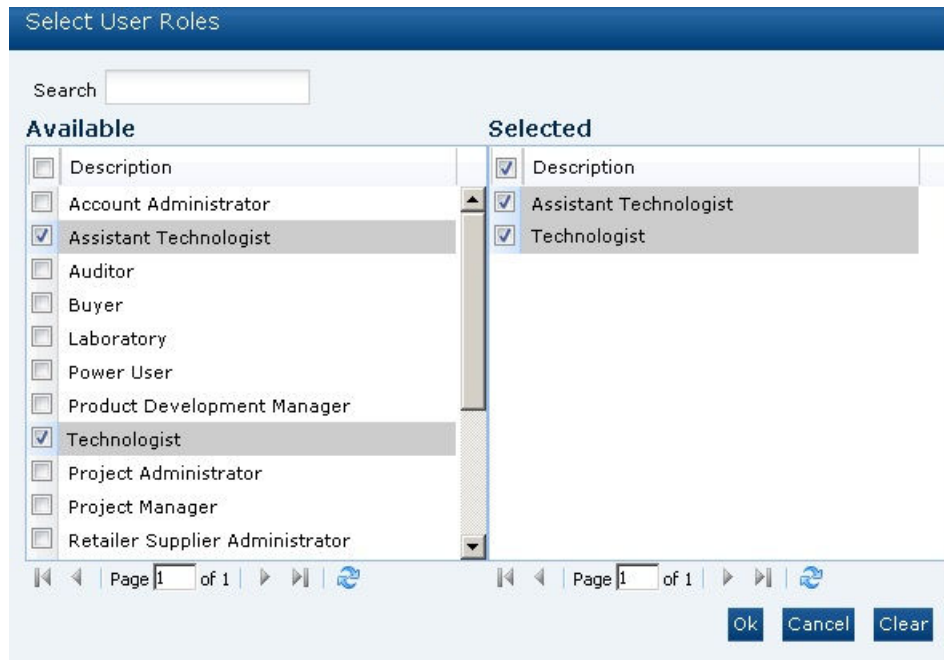 Select User Roles
Search
Available
Selected
Description
Description
Account Administrator
Assistant Technologist
Auditor
Buyer
Laboratory
Power User
Product Development Manager
Technologist
Project Administrator
Project Manager
Retailer Supplier Administrator
Assistant Technologist
Technologist
Page 1 of 1
Page 1 of 1
Ok Cancel Clear